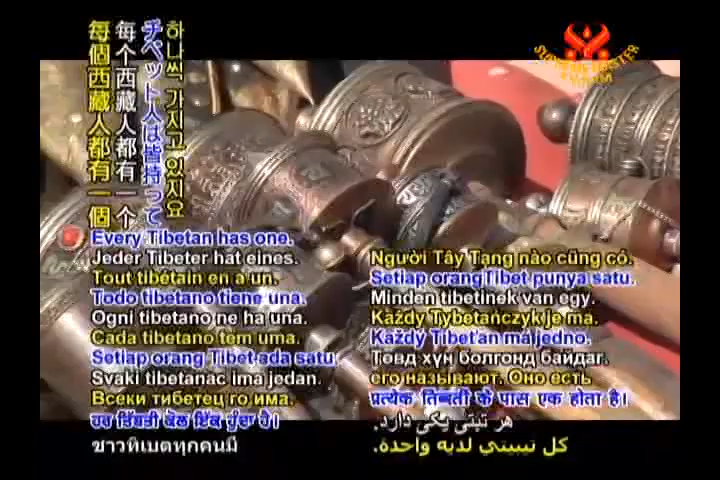 SUPREME MASTER
每個西藏人都有一個
每个西藏人都有一个
チベット人は皆持って
하나씩 가지고 있지요
Every Tibetan has one.
Jeder Tibeter hat eines.
Tout tibétain en a un.
Todo tibetano tiene una.
Ogni tibetano ne ha una.
Cada tibetano tem uma.
Setiap orang Tibet ada satu
Svaki tibetanac ima jedan.
Всеки тибетец го има.
ਹਰ ਤਿੱਬਤੀ ਕੋਲ ਇੱਕ ਹੁੰਦਾ ਹੈ।
ชาวทิเบตทุกคนมี
Người Tây Tạng nào cũng có.
Setiap orang Tibet punya satu.
Minden tibetinek van egy.
Każdy Tybetańczyk je ma.
Každý Tibeťan má jedno.
Төвд хүн болгонд байдаг.
его называют. Оно есть
प्रत्येक तिब्बती के पास एक होता है।
هر تبتی یکی دارد.
كل تيبيتي لديه واحدة.